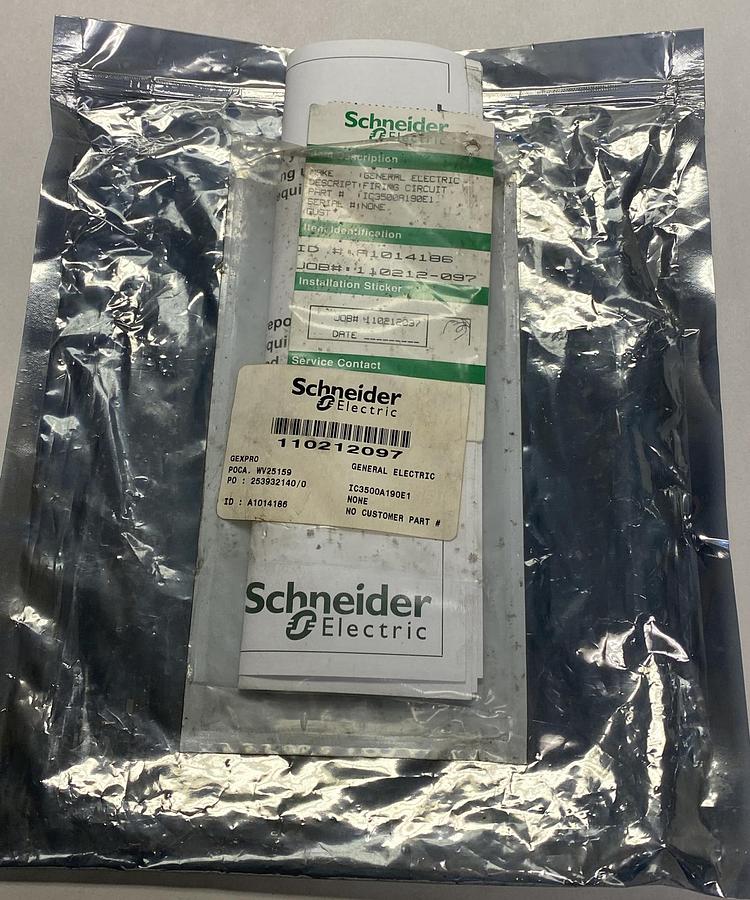 Schneider
Electric
Description
MAKE : GENERAL ELECTRIC
DESCRIPT: FIRING CIRCUIT
PART # : IC3500A190E1
SERIAL #: NONE
CUST
Item Identification
ID #: A1014186
JOB#: 110212-097
Installation Sticker
JOB# :110212097
DATE
Service Contact
Schneider
Electric
110212097
GEXPRO
POCA. WV25159
PO : 253932140/0
ID : A1014186
GENERAL ELECTRIC
IC3500A190E1
NONE
NO CUSTOMER PART #
Schneider
Electric